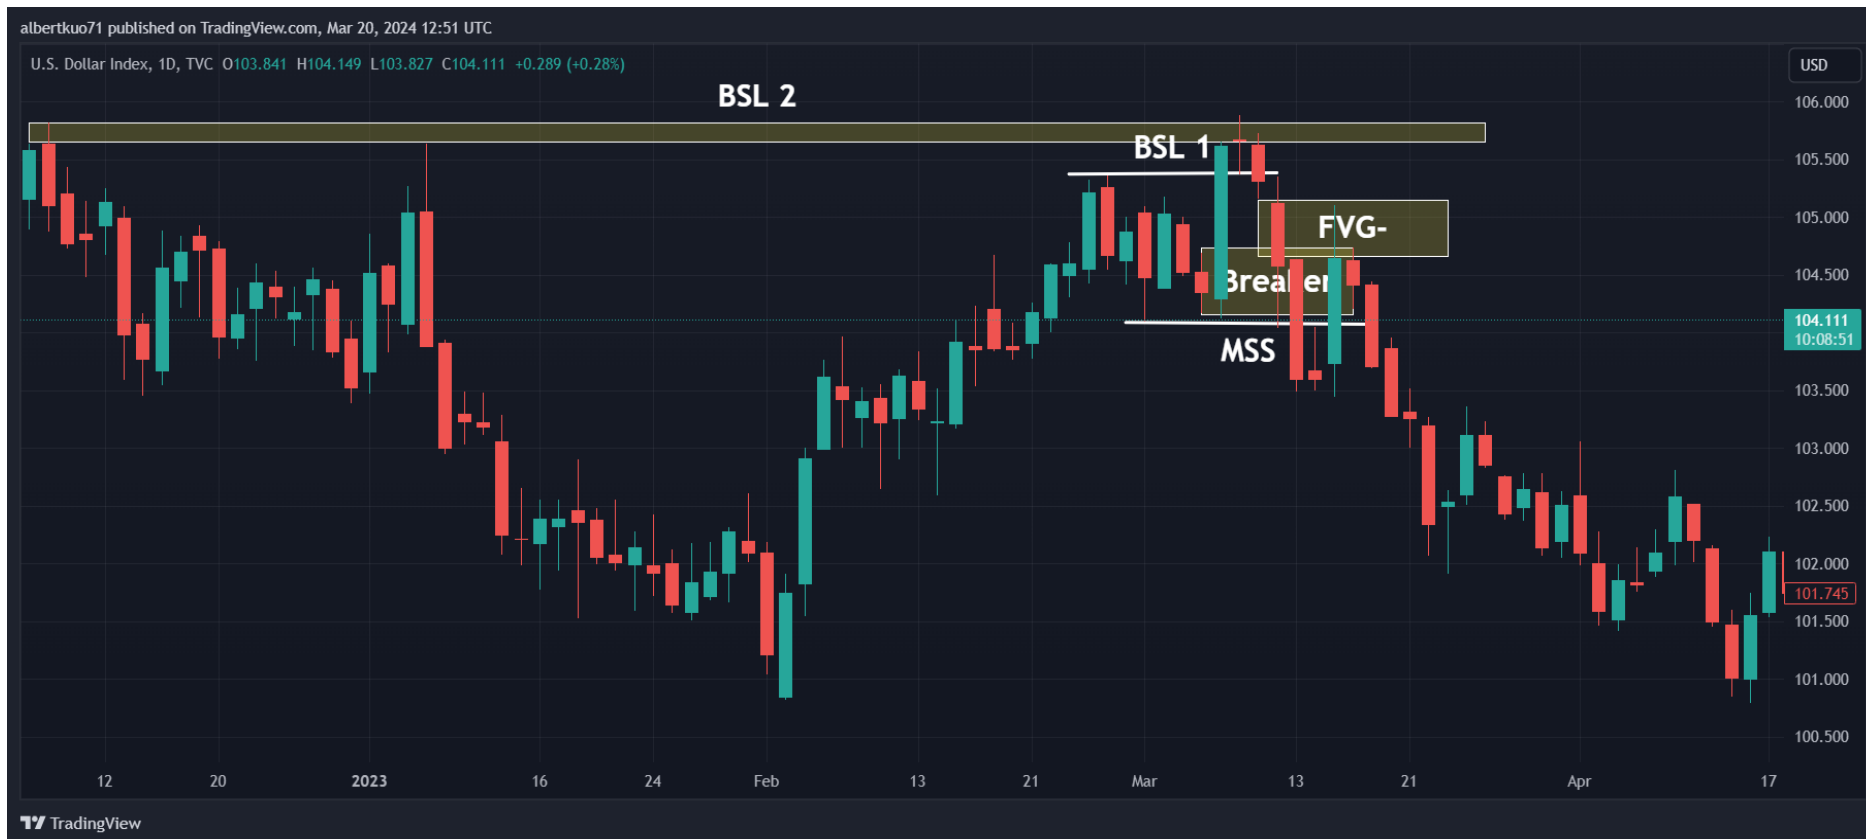 albertkuo71 published on TradingView.com, Mar 20, 2024 12:51 UTC
U.S. Dollar Index, 1D, TVC O103.841 H104.149 L103.827 C104.111 +0.289 (+0.28%)
USD
BSL 2
106.000
BSL 1
105.500
105.000
FVG-
104.500
Breaker
104.111
10:08:51
MSS
103.500
103.000
102.500
102.000
101.745
101.500
101.000
100.500
12 20 2023 16 24 Feb 13 21 Mar 13 21 Apr 17
TradingView